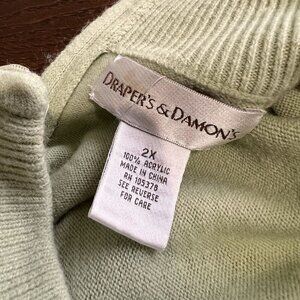 DRAPER'S & DAMON'S
2X
100% ACRYLIC
MADE IN CHINA
RN 105378
SEE REVERSE
FOR CARE